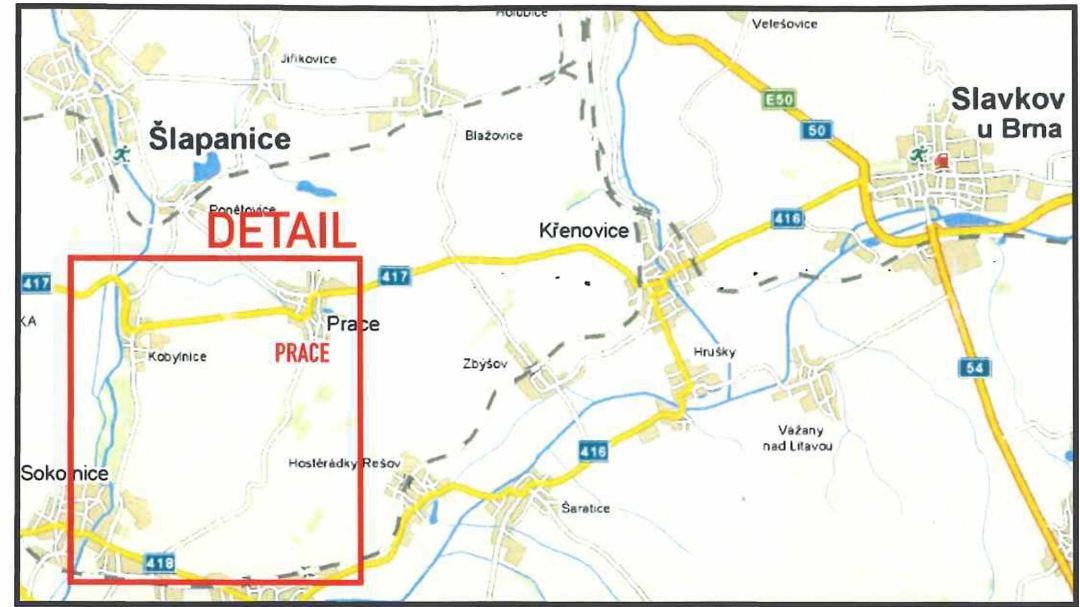 Velešovice
Jiříkovice
E50
Slavkov
u Brna
50
Šlapanice
Blažovice
Ponětovice
DETAIL
416
Křenovice
417
417
KA
Prace
PRACE
Kobylnice
Zbýšov
Hrušky
54
Vážany
nad Litavou
416
Hostěrádky Rešov
Sokolnice
Šaratice
418